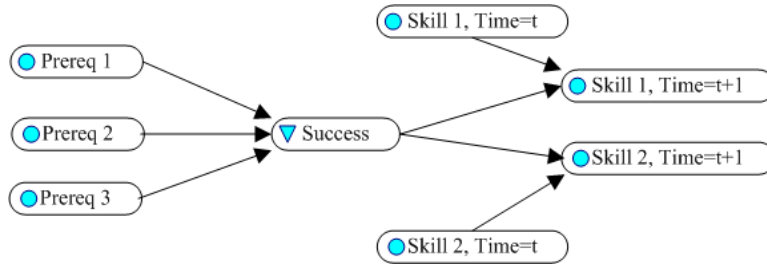 Skill 1, Time=t
Prereq 1
Skill 1, Time=t+1
Prereq 2
Success
Skill 2, Time=t+1
Prereq 3
Skill 2, Time=t